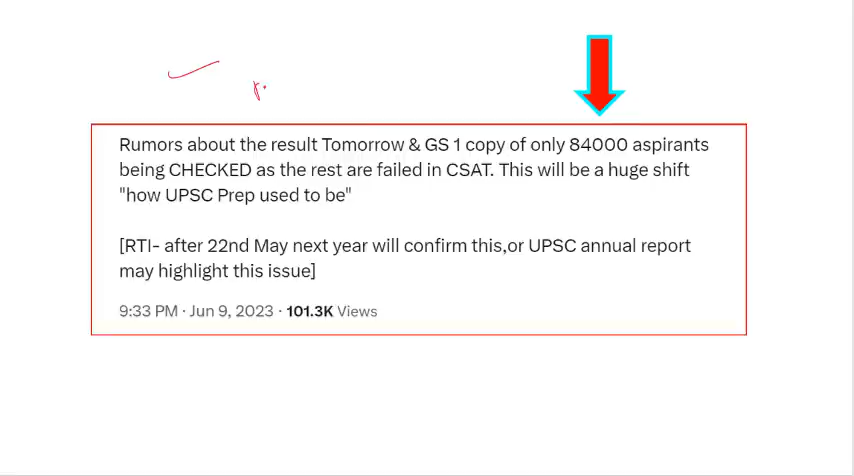 Rumors about the result Tomorrow & GS 1 copy of only 84000 aspirants
being CHECKED as the rest are failed in CSAT. This will be a huge shift
"how UPSC Prep used to be"
[RTI- after 22nd May next year will confirm this,or UPSC annual report
may highlight this issue]
9:33 PM · Jun 9, 2023 · 101.3K Views